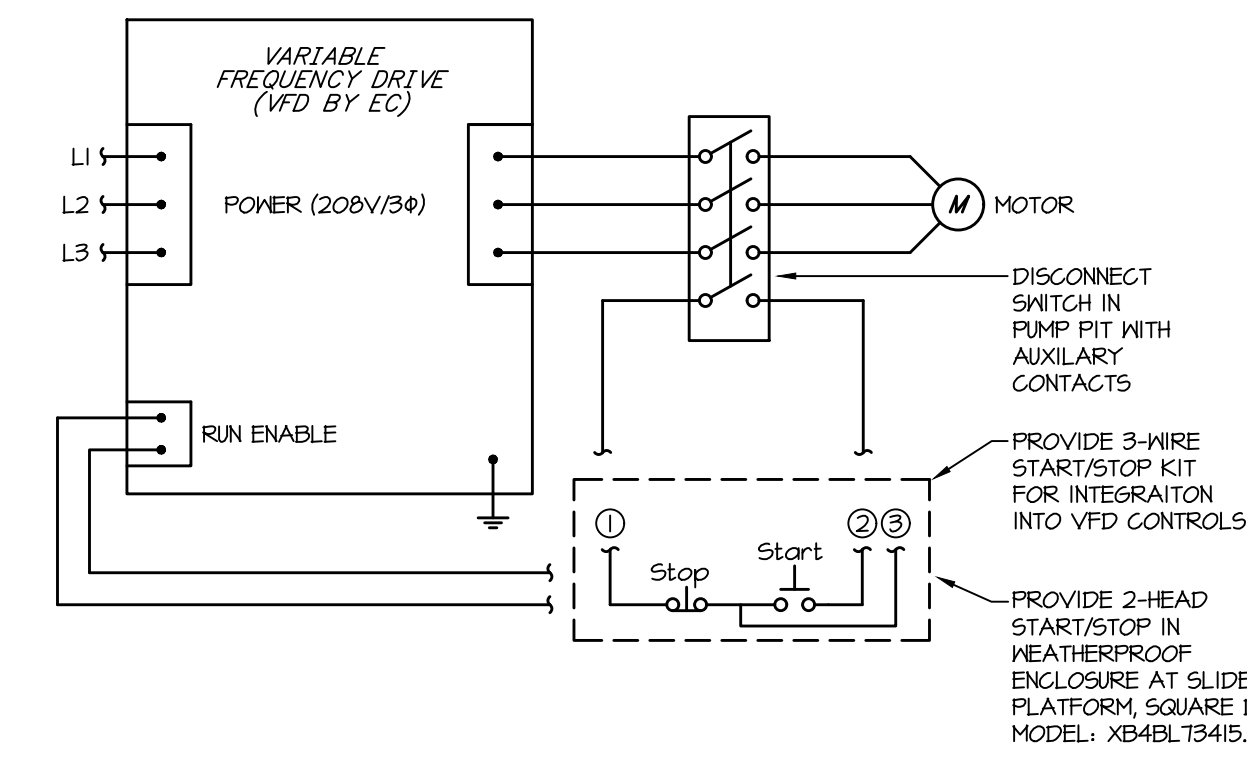 VARIABLE
FREQUENCY DRIVE
(VFD BY EC)
L1
L2
L3
POWER (208V/3Φ)
M
MOTOR
DISCONNECT
SWITCH IN
PUMP PIT WITH
AUXILARY
CONTACTS
RUN ENABLE
PROVIDE 3-WIRE
START/STOP KIT
FOR INTEGRAITON
INTO VFD CONTROLS
1
2
3
Stop
Start
PROVIDE 2-HEAD
START/STOP IN
WEATHERPROOF
ENCLOSURE AT SLIDE
PLATFORM, SQUARE
MODEL: XB4BL73415.